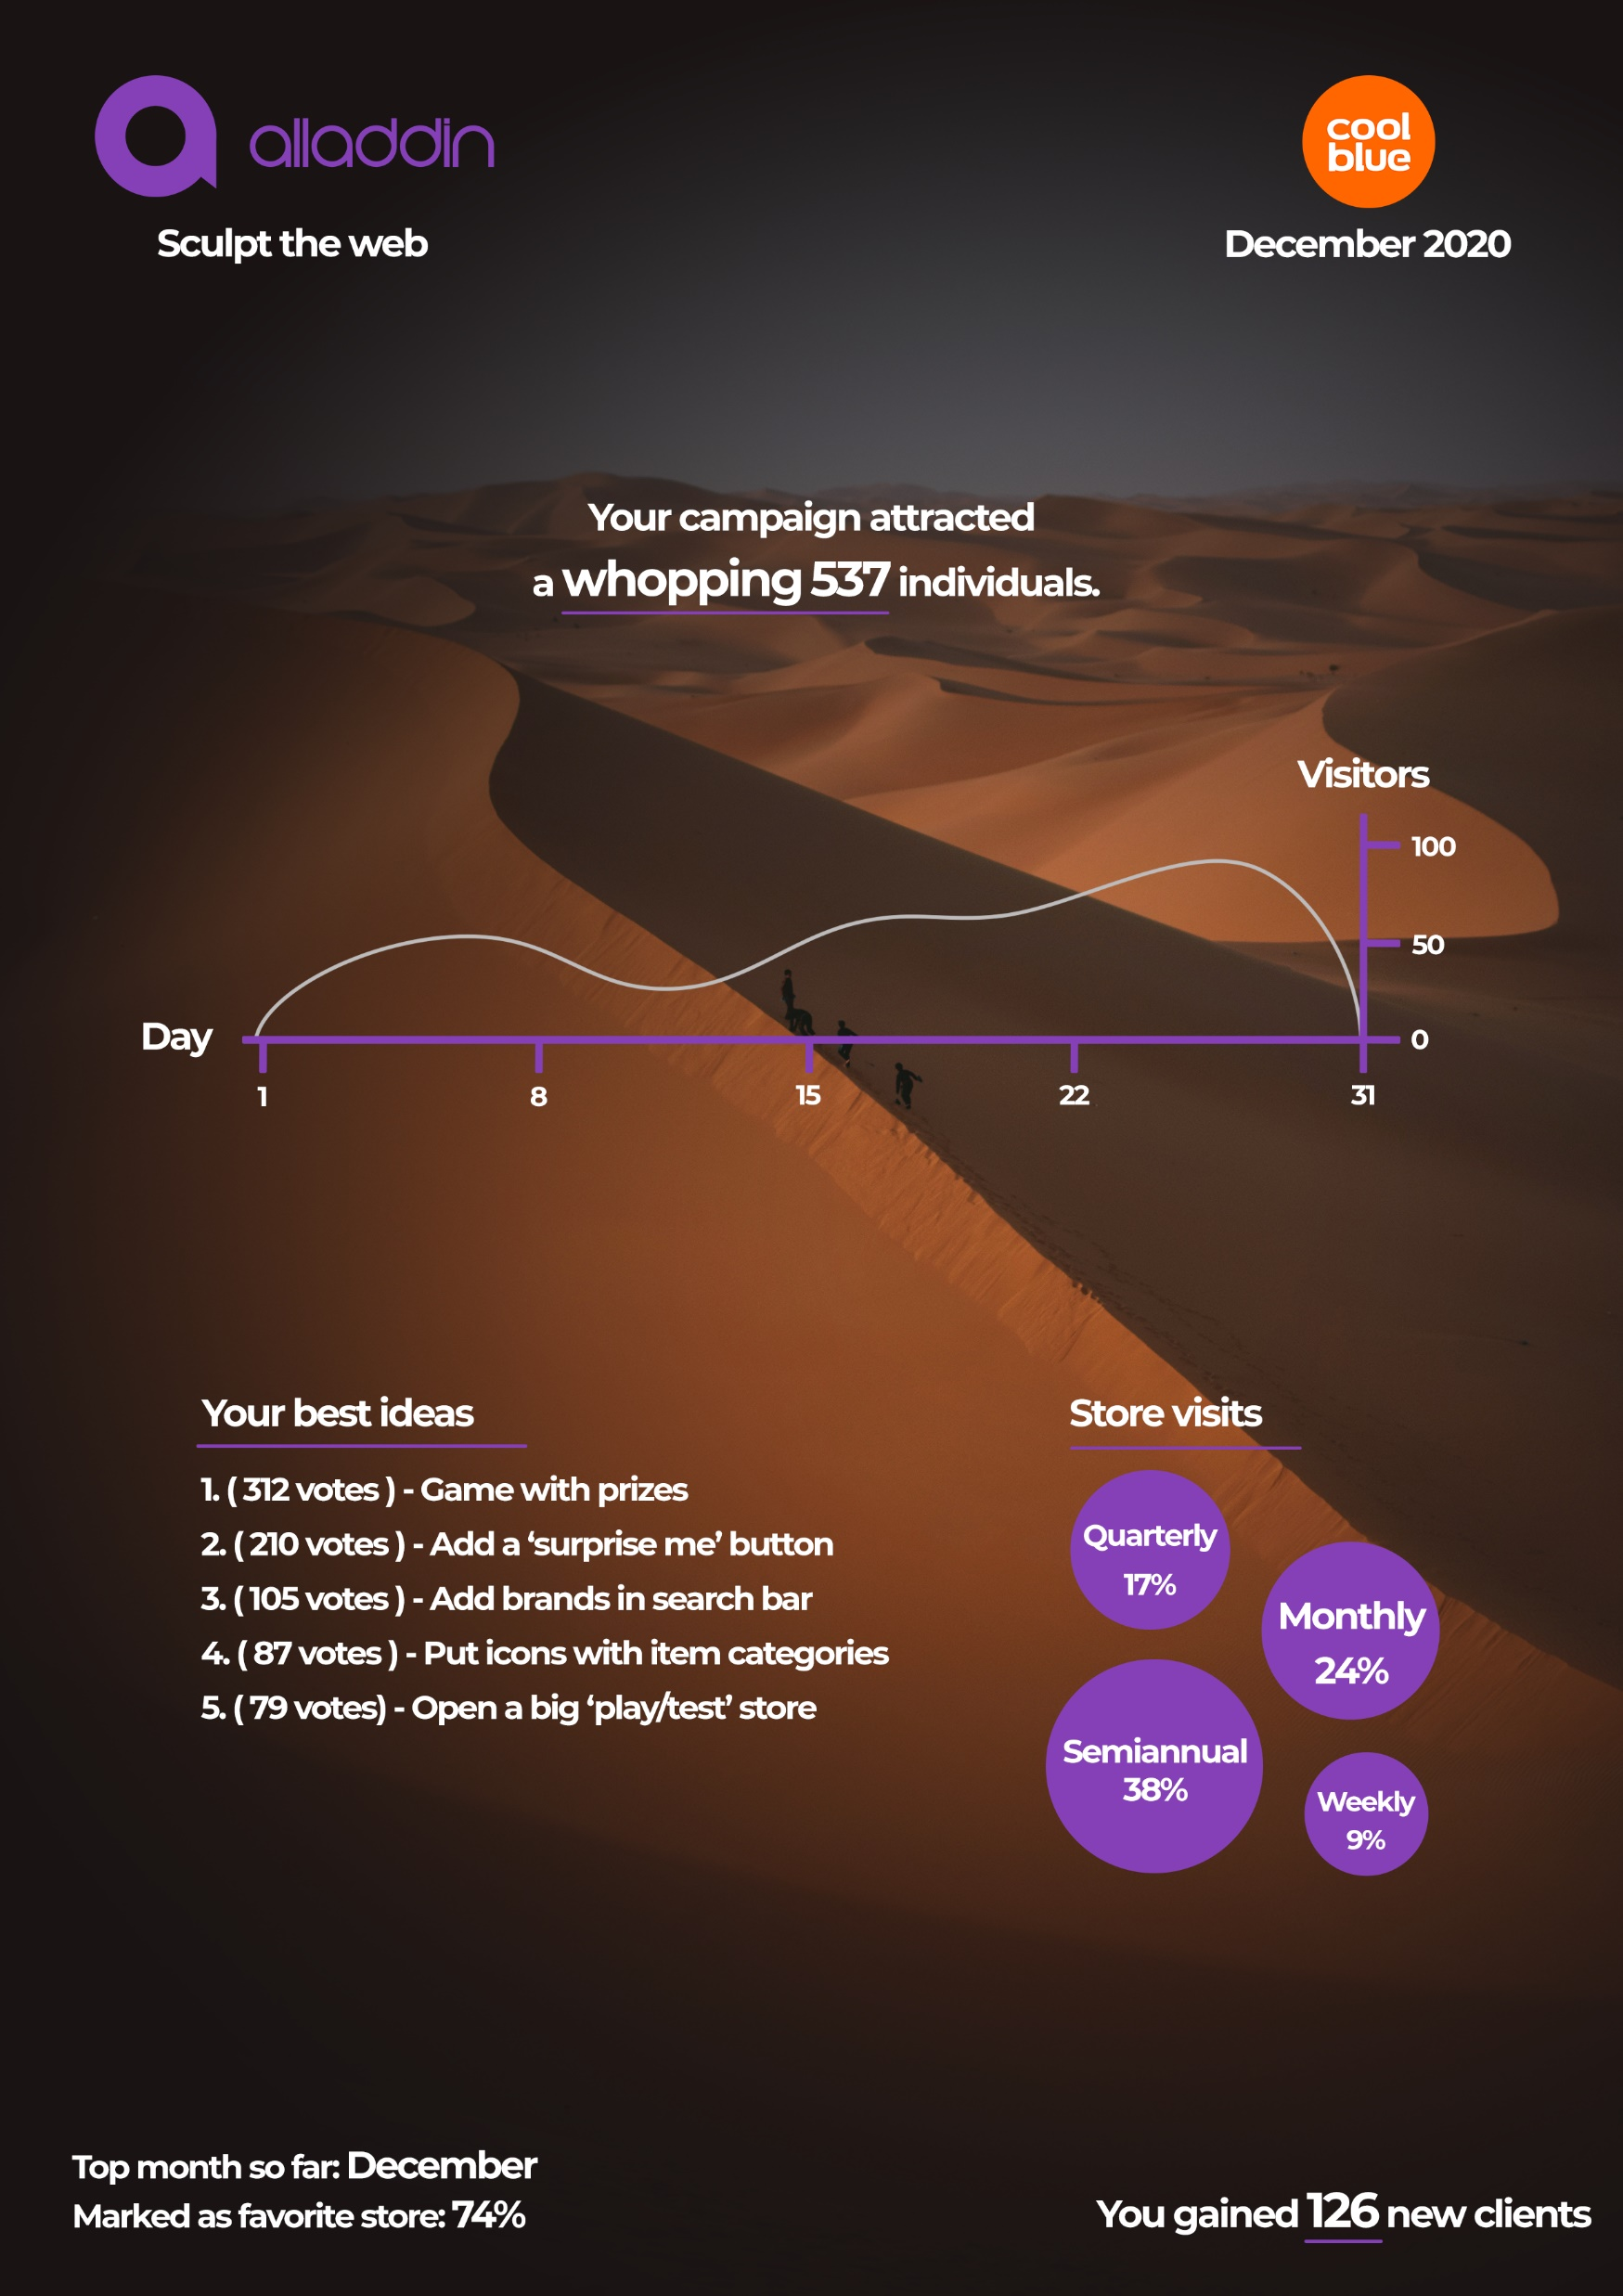 alladdin
Sculpt the web
cool
blue
December 2020
Your campaign attracted
a whopping 537 individuals.
Visitors
100
50
0
Day
1 8 15 22 31
Your best ideas
1. ( 312 votes ) - Game with prizes
2. ( 210 votes ) - Add a ‘surprise me’ button
3. ( 105 votes ) - Add brands in search bar
4. ( 87 votes ) - Put icons with item categories
5. ( 79 votes) - Open a big ‘play/test’ store
Store visits
Quarterly
17%
Monthly
24%
Semiannual
38%
Weekly
9%
Top month so far: December
Marked as favorite store: 74%
You gained 126 new clients